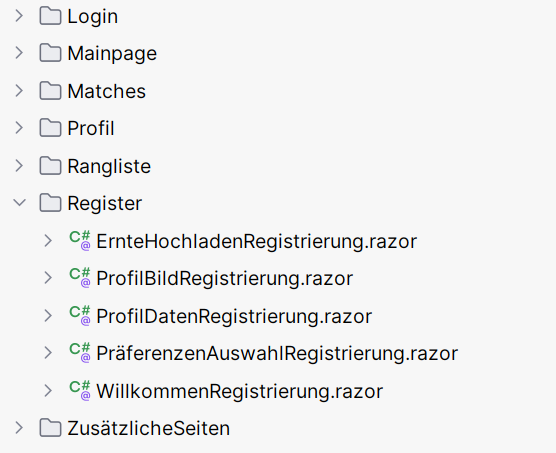 Login
Mainpage
Matches
Profil
Rangliste
Register
C#@ ErnteHochladenRegistrierung.razor
C#@ ProfilBildRegistrierung.razor
C#@ ProfilDatenRegistrierung.razor
C#@ PräferenzenAuswahlRegistrierung.razor
C#@ WillkommenRegistrierung.razor
ZusätzlicheSeiten